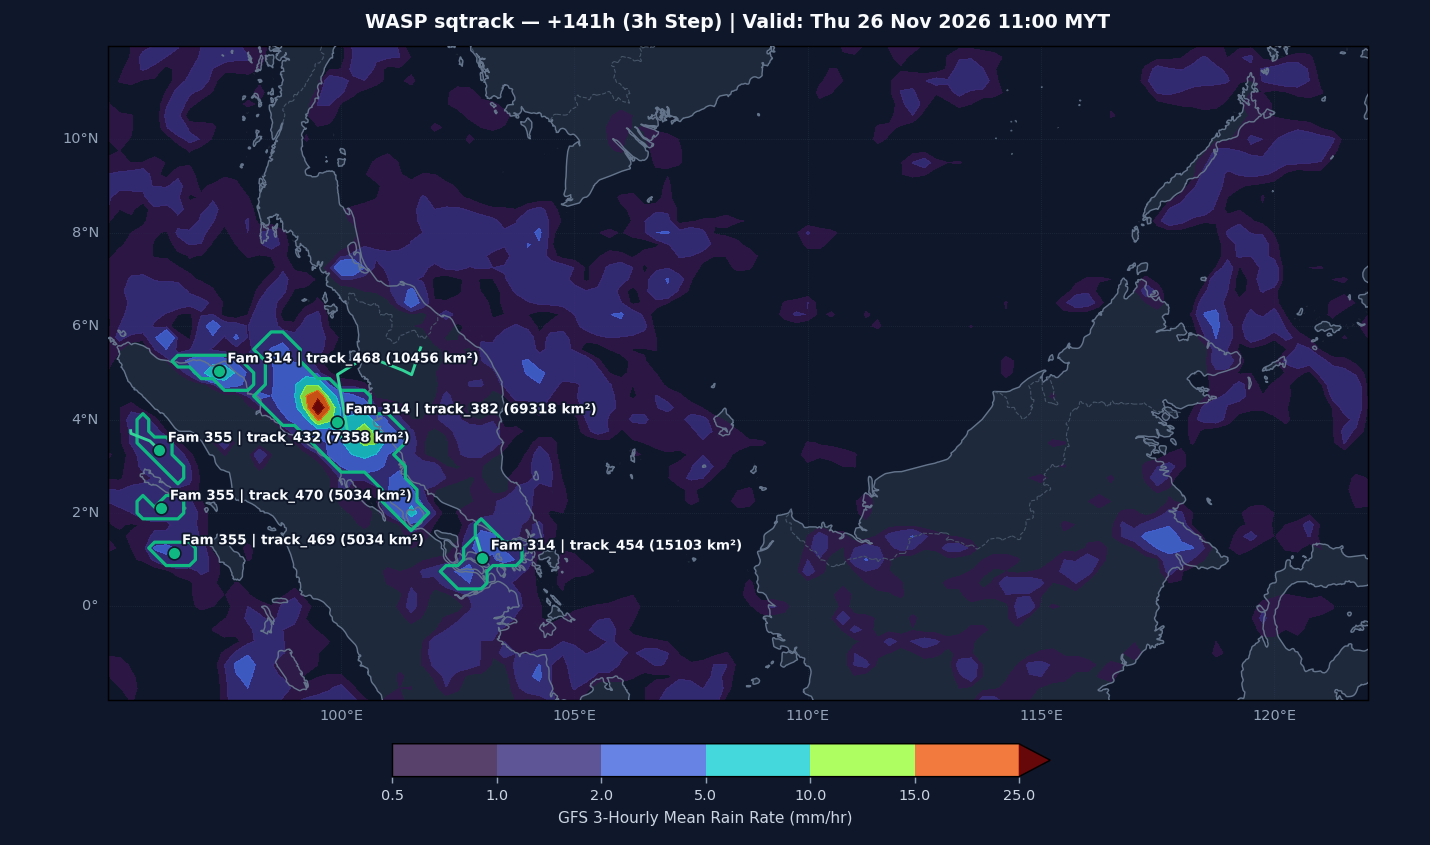 WASP sqtrack — +141h (3h Step) | Valid: Thu 26 Nov 2026 11:00 MYT
10°N
8°N
6°N
4°N
2°N
0°
Fam 314 | track_468 (10456 km²)
Fam 314 | track_382 (69318 km²)
Fam 355 | track_432 (7358 km²)
Fam 355 | track_470 (5034 km²)
Fam 355 | track_469 (5034 km²)
Fam 314 | track_454 (15103 km²)
100°E 105°E 110°E 115°E 120°E
0.5 1.0 2.0 5.0 10.0 15.0 25.0
GFS 3-Hourly Mean Rain Rate (mm/hr)